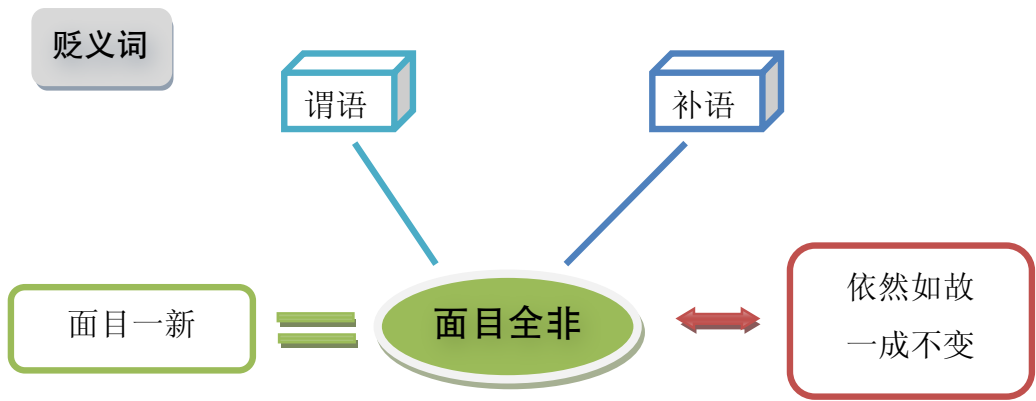 贬义词
谓语
补语
面目一新
面目全非
依然如故
一成不变